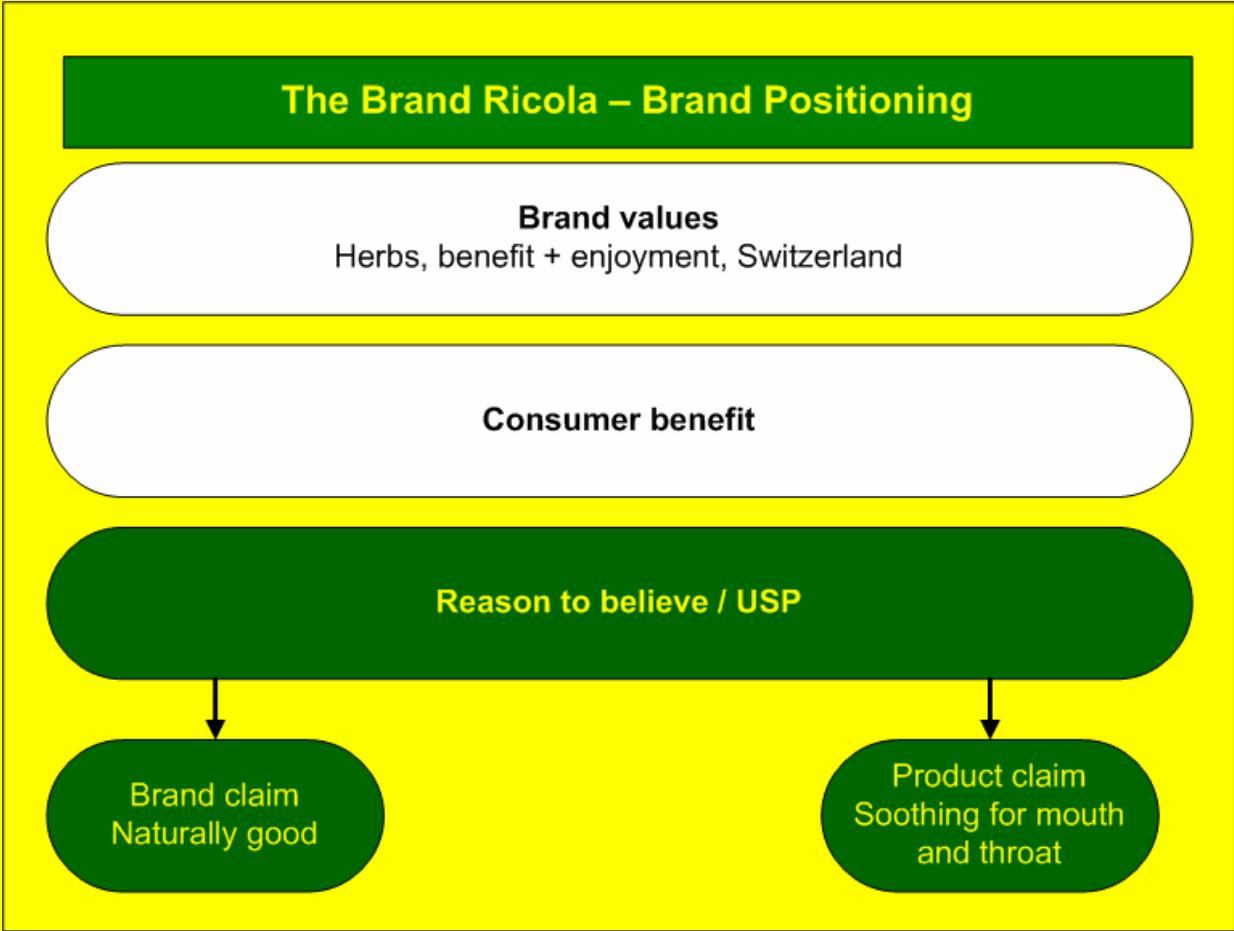 The Brand Ricola – Brand Positioning
Brand values
Herbs, benefit + enjoyment, Switzerland
Consumer benefit
Reason to believe / USP
Brand claim
Naturally good
Product claim
Soothing for mouth
and throat